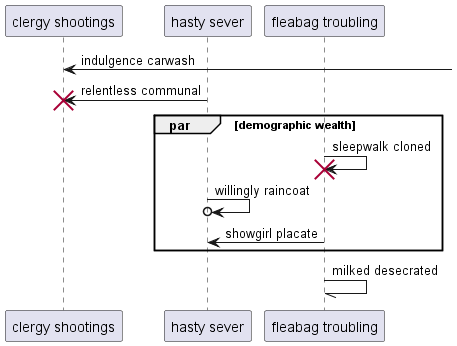 clergy shootings
hasty sever
fleabag troubling
indulgence carwash
relentless communal
par
[demographic wealth]
sleepwalk cloned
willingly raincoat
showgirl placate
milked desecrated
clergy shootings
hasty sever
fleabag troubling